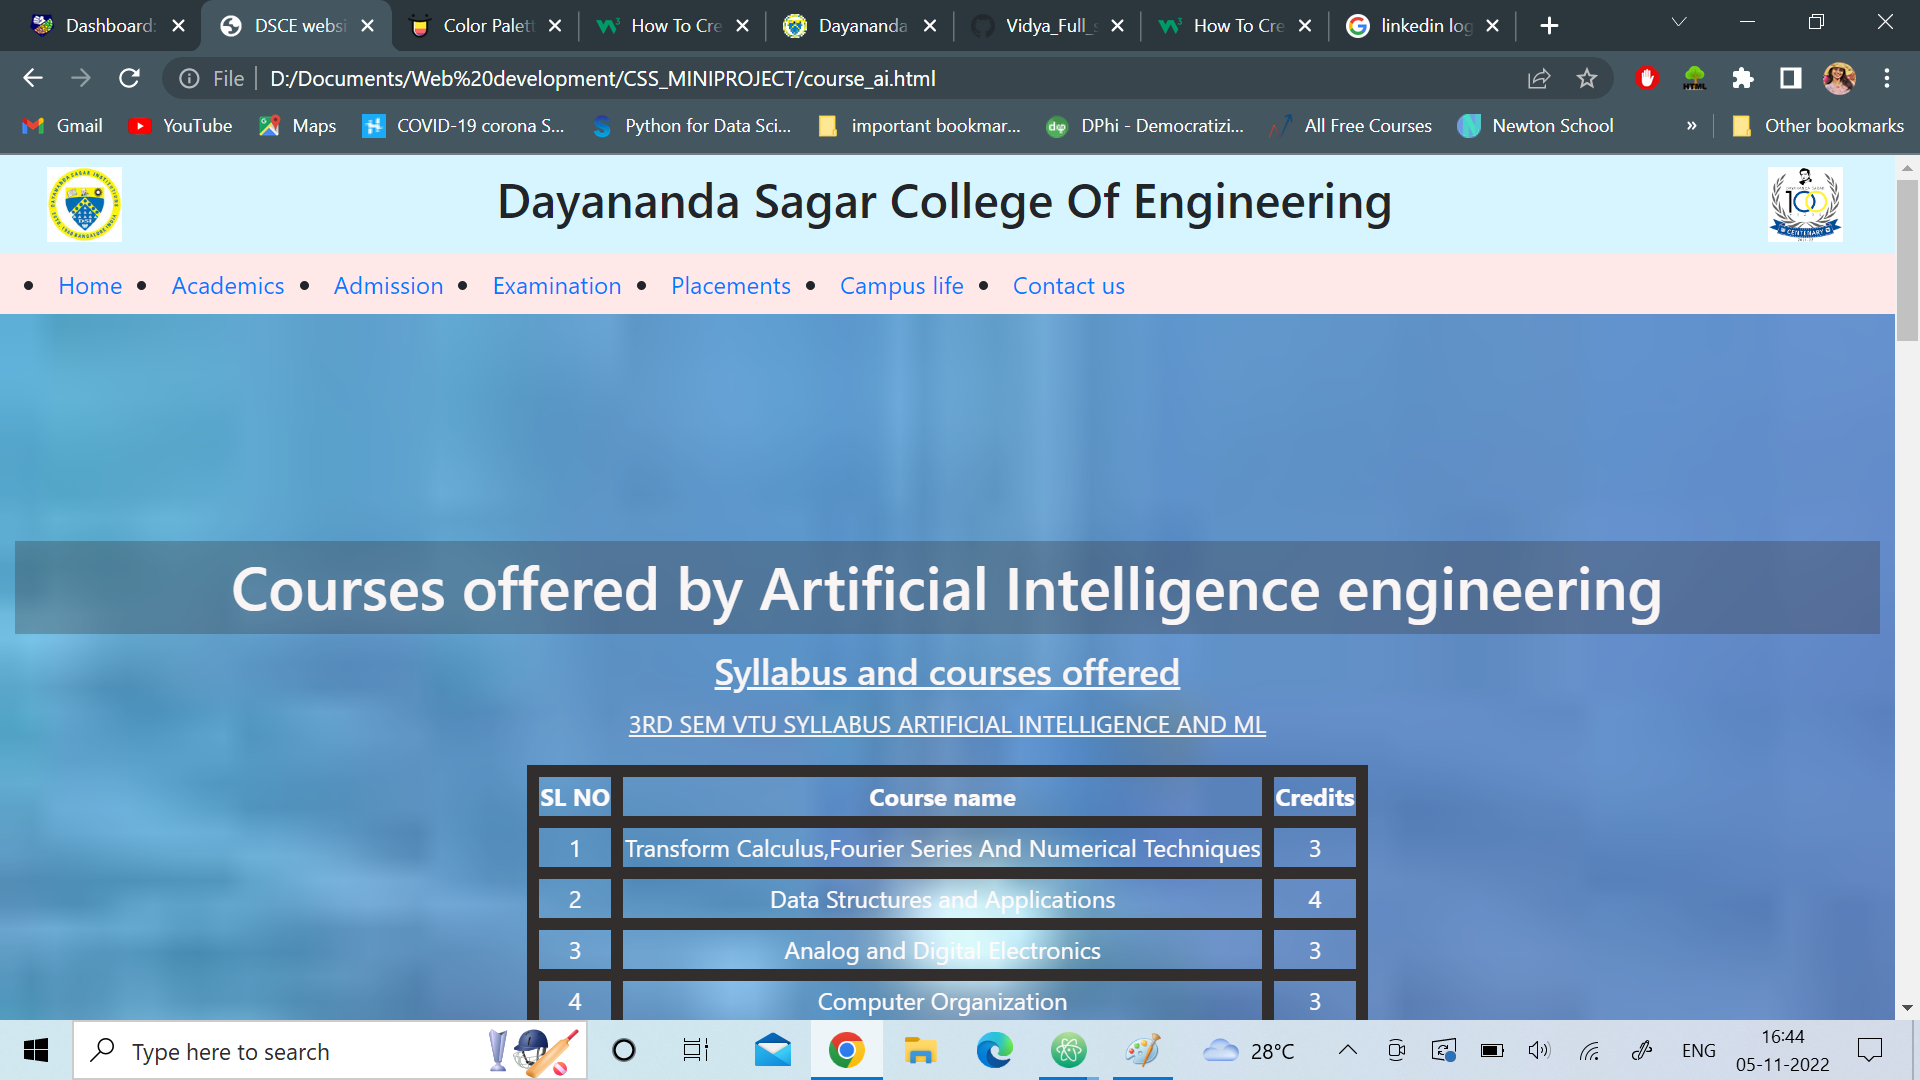 Dashboard: DSCE websi Color Palett How To Cre Dayananda Vidya_Full_s How To Cre linkedin log
File D:/Documents/Web%20development/CSS_MINIPROJECT/course_ai.html
Gmail YouTube Maps COVID-19 corona S... Python for Data Sci... important bookmar... DPhi - Democratizi... All Free Courses Newton School » Other bookmarks
Dayananda Sagar College Of Engineering
Home Academics Admission Examination Placements Campus life Contact us
Courses offered by Artificial Intelligence engineering
Syllabus and courses offered
3RD SEM VTU SYLLABUS ARTIFICIAL INTELLIGENCE AND ML
SL NO Course name Credits
1 Transform Calculus,Fourier Series And Numerical Techniques 3
2 Data Structures and Applications 4
3 Analog and Digital Electronics 3
4 Computer Organization 3
Type here to search 28°C ENG 16:44
05-11-2022